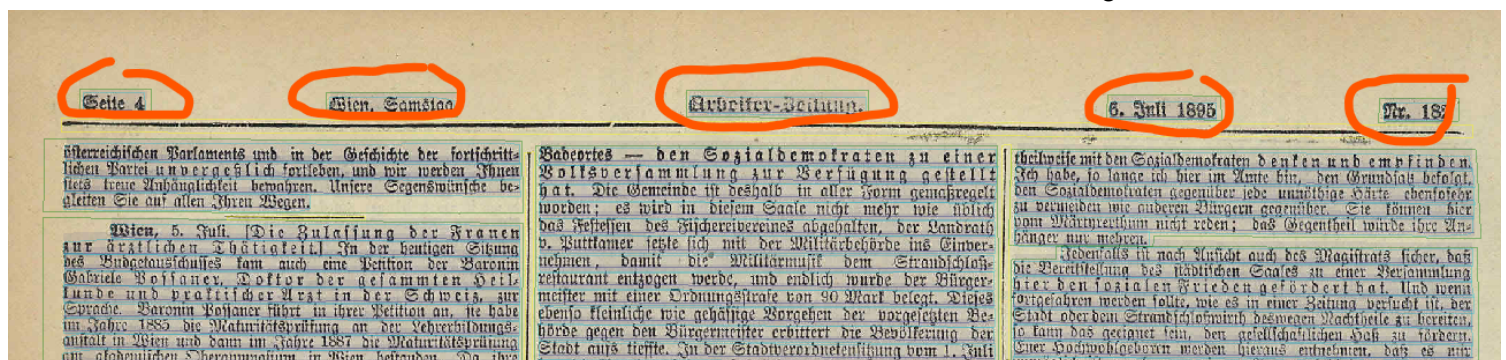 Seite 4
Wien, Samstag
Arbeiter-Zeitung.
6. Juli 1895
Nr. 18
österreichischen Parlaments und in der Geschichte der fortschritt-
lichen Partei unvergeßlich fortleben, und wir werden Ihnen
stets treue Anhänglichkeit bewahren. Unsere Segenswünsche be-
gleiten Sie auf allen Ihren Wegen.
Wien, 5. Juli. [Die Zulassung der Frauen
zur ärztlichen Thätigkeit] In der heutigen Sitzung
des Budgetausschusses kam auch eine Petition der Baronin
Gabriele Possaner, Doktor der gesammten Heil-
kunde und praktischer Arzt in der Schweiz, zur
Sprache. Baronin Possaner führt in ihrer Petition an, sie habe
im Jahre 1885 die Maturitätsprüfung an der Lehrerbildungs-
anstalt in Wien und dann im Jahre 1887 die Maturitätsprüfung
am akademischen Obergymnasium in Wien bestanden. Da ihre
Badeortes — den Sozialdemokraten zu einer
Volksversammlung zur Verfügung gestellt
hat. Die Gemeinde ist deshalb in aller Form gemaßregelt
worden; es wird in diesem Saale nicht mehr wie üblich
das Festessen des Fischereivereines abgehalten, der Landrath
v. Puttkamer setzte sich mit der Militärbehörde ins Einver-
nehmen, damit die Militärmusik dem Strandschloß-
restaurant entzogen werde, und endlich wurde der Bürger-
meister mit einer Ordnungsstrafe von 90 Mark belegt. Dieses
ebenso kleinliche wie gehässige Vorgehen der vorgesetzten Be-
hörde gegen den Bürgermeister erbittert die Bevölkerung der
Stadt aufs tiefste. In der Stadtverordnetensitzung vom 1. Juli
theilweise mit den Sozialdemokraten denken und empfinden.
Ich habe, so lange ich hier im Amte bin, den Grundsatz befolgt,
den Sozialdemokraten gegenüber jede unnöthige Härte ebensosehr
zu vermeiden wie anderen Bürgern gegenüber. Sie können hier
vom Märtyrerthum nicht reden; das Gegentheil würde ihre An-
hänger nur mehren.
Jedenfalls ist nach Ansicht auch des Magistrats sicher, daß
die Bereitstellung des städtischen Saales zu einer Versammlung
hier den sozialen Frieden gefördert hat. Und wenn
fortgefahren werden sollte, wie es in einer Zeitung versucht ist, der
Stadt oder dem Strandschloßwirth deswegen Nachtheile zu bereiten,
so kann das geeignet sein, den gesellschaftlichen Haß zu fördern.
Euer Hochwohlgeboren werden hieraus entnehmen, daß es mir